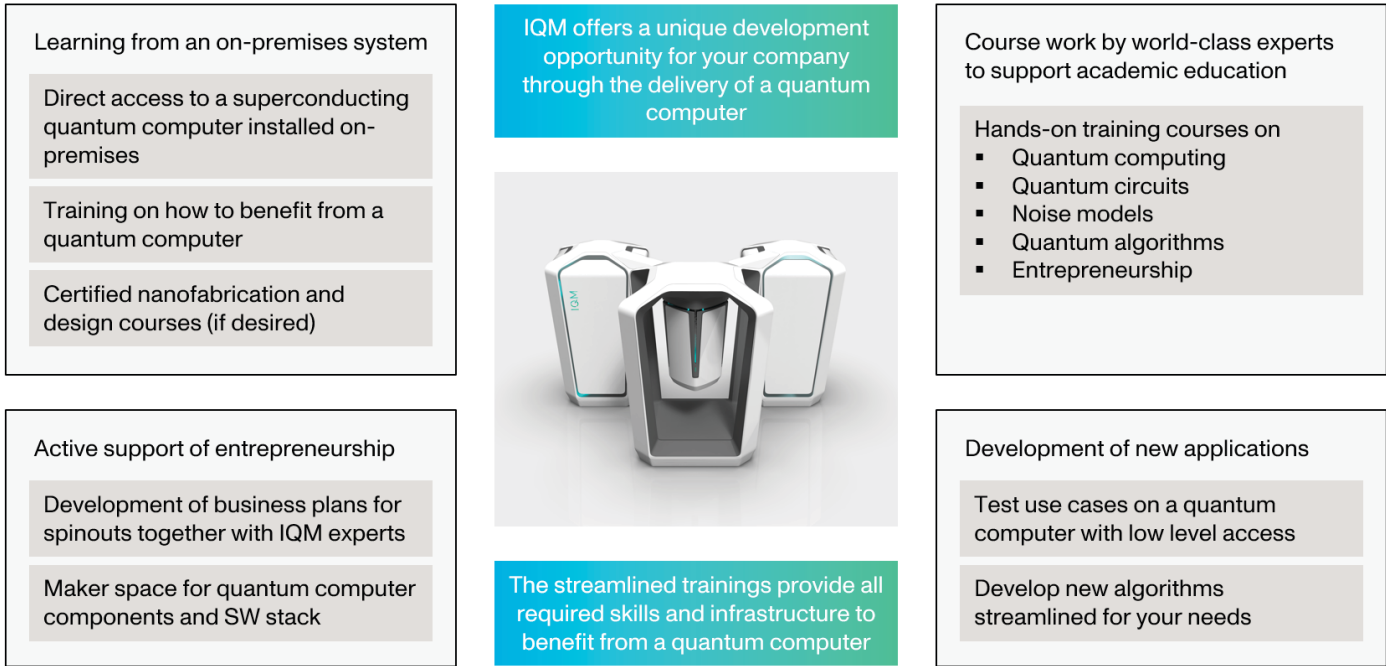 Learning from an on-premises system
Direct access to a superconducting
quantum computer installed on-
premises
Training on how to benefit from a
quantum computer
Certified nanofabrication and
design courses (if desired)
IQM offers a unique development
opportunity for your company
through the delivery of a quantum
computer
Course work by world-class experts
to support academic education
Hands-on training courses on
▪ Quantum computing
▪ Quantum circuits
▪ Noise models
▪ Quantum algorithms
▪ Entrepreneurship
IQM
Active support of entrepreneurship
Development of business plans for
spinouts together with IQM experts
Maker space for quantum computer
components and SW stack
The streamlined trainings provide all
required skills and infrastructure to
benefit from a quantum computer
Development of new applications
Test use cases on a quantum
computer with low level access
Develop new algorithms
streamlined for your needs